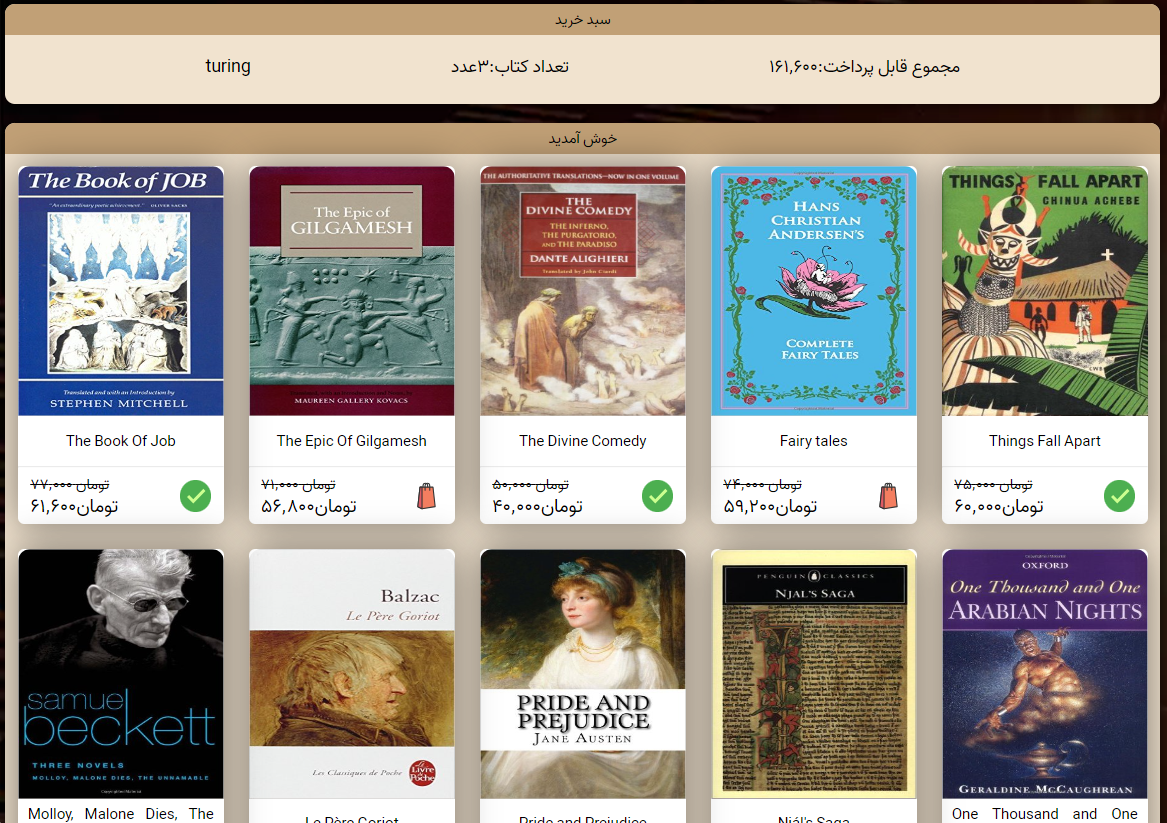 سبد خرید
مجموع قابل پرداخت:۱۶۱,۶۰۰
تعداد کتاب:۳عدد
turing
خوش آمدید
The Book of JOB
"An extraordinary poetic achievement." OLIVER SACKS
Translated and with an Introduction by
STEPHEN MITCHELL
The Book Of Job
تومان ۷۷,۰۰۰
۶۱,۶۰۰تومان
The Epic of
GILGAMESH
MAUREEN GALLERY KOVACS
The Epic Of Gilgamesh
تومان ۷۱,۰۰۰
۵۶,۸۰۰تومان
THE AUTHORITATIVE TRANSLATIONS—NOW IN ONE VOLUME
THE
DIVINE COMEDY
THE INFERNO,
THE PURGATORIO,
AND THE PARADISO
DANTE ALIGHIERI
Translated by John Ciardi
The Divine Comedy
تومان ۵۰,۰۰۰
۴۰,۰۰۰تومان
HANS
CHRISTIAN
ANDERSEN'S
COMPLETE
FAIRY TALES
Fairy tales
تومان ۷۴,۰۰۰
۵۹,۲۰۰تومان
THINGS FALL APART
CHINUA ACHEBE
Things Fall Apart
تومان ۷۵,۰۰۰
۶۰,۰۰۰تومان
samuel
beckett
THREE NOVELS
MOLLOY, MALONE DIES, THE UNNAMABLE
Copyrighted Material
Molloy, Malone Dies, The
Balzac
Le Père Goriot
Les Classiques de Poche
Le Livre de Poche
Le Père Goriot
PRIDE AND
PREJUDICE
JANE AUSTEN
Pride and Prejudice
PENGUIN CLASSICS
NJAL'S SAGA
Njál's Saga
OXFORD
One Thousand and One
ARABIAN NIGHTS
GERALDINE McCAUGHREAN
One Thousand and One